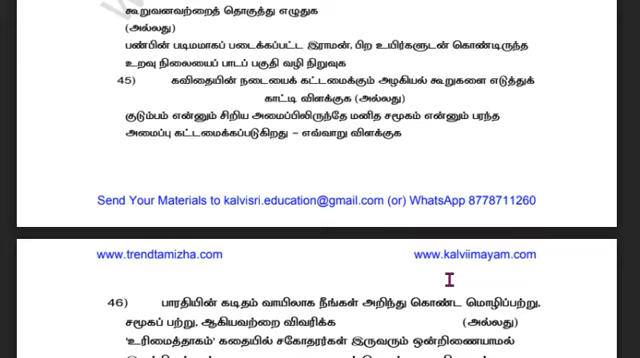 கூறுவனவற்றைத் தொகுத்து எழுதுக
(அல்லது)
பண்பின் படிமமாகப் படைக்கப்பட்ட இராமன், பிற உயிர்களுடன் கொண்டிருந்த
உறவு நிலையைப் பாடப் பகுதி வழி நிறுவுக
45) கவிதையின் நடையைக் கட்டமைக்கும் அழகியல் கூறுகளை எடுத்துக்
காட்டி விளக்குக (அல்லது)
குடும்பம் என்னும் சிறிய அமைப்பிலிருந்தே மனித சமூகம் என்னும் பரந்த
அமைப்பு கட்டமைக்கப்படுகிறது – எவ்வாறு விளக்குக
Send Your Materials to kalvisri.education@gmail.com (or) WhatsApp 8778711260
www.trendtamizha.com www.kalviimayam.com
46) பாரதியின் கடிதம் வாயிலாக நீங்கள் அறிந்து கொண்ட மொழிப்பற்று,
சமூகப் பற்று, ஆகியவற்றை விவரிக்க (அல்லது)
'உரிமைத்தாகம்' கதையில் சகோதரர்கள் இருவரும் ஒன்றிணையாமல்